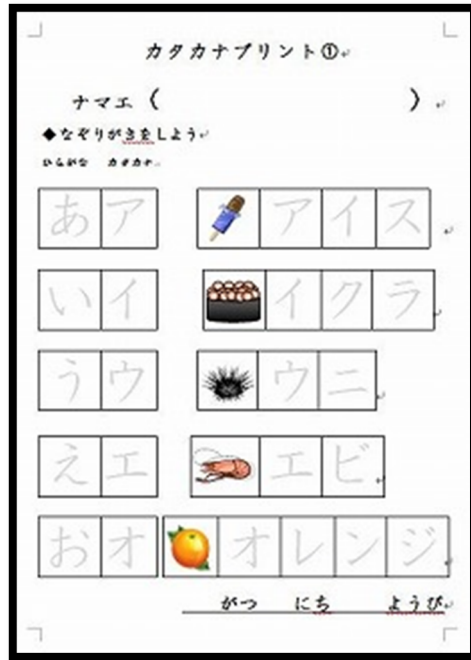 カタカナプリント①
ナマエ（　　　　　　　　　）
◆なぞりがきをしよう
ひらがな　カタカナ
あ ア　アイス
い イ　イクラ
う ウ　ウニ
え エ　エビ
お オ　オレンジ
がつ　にち　ようび